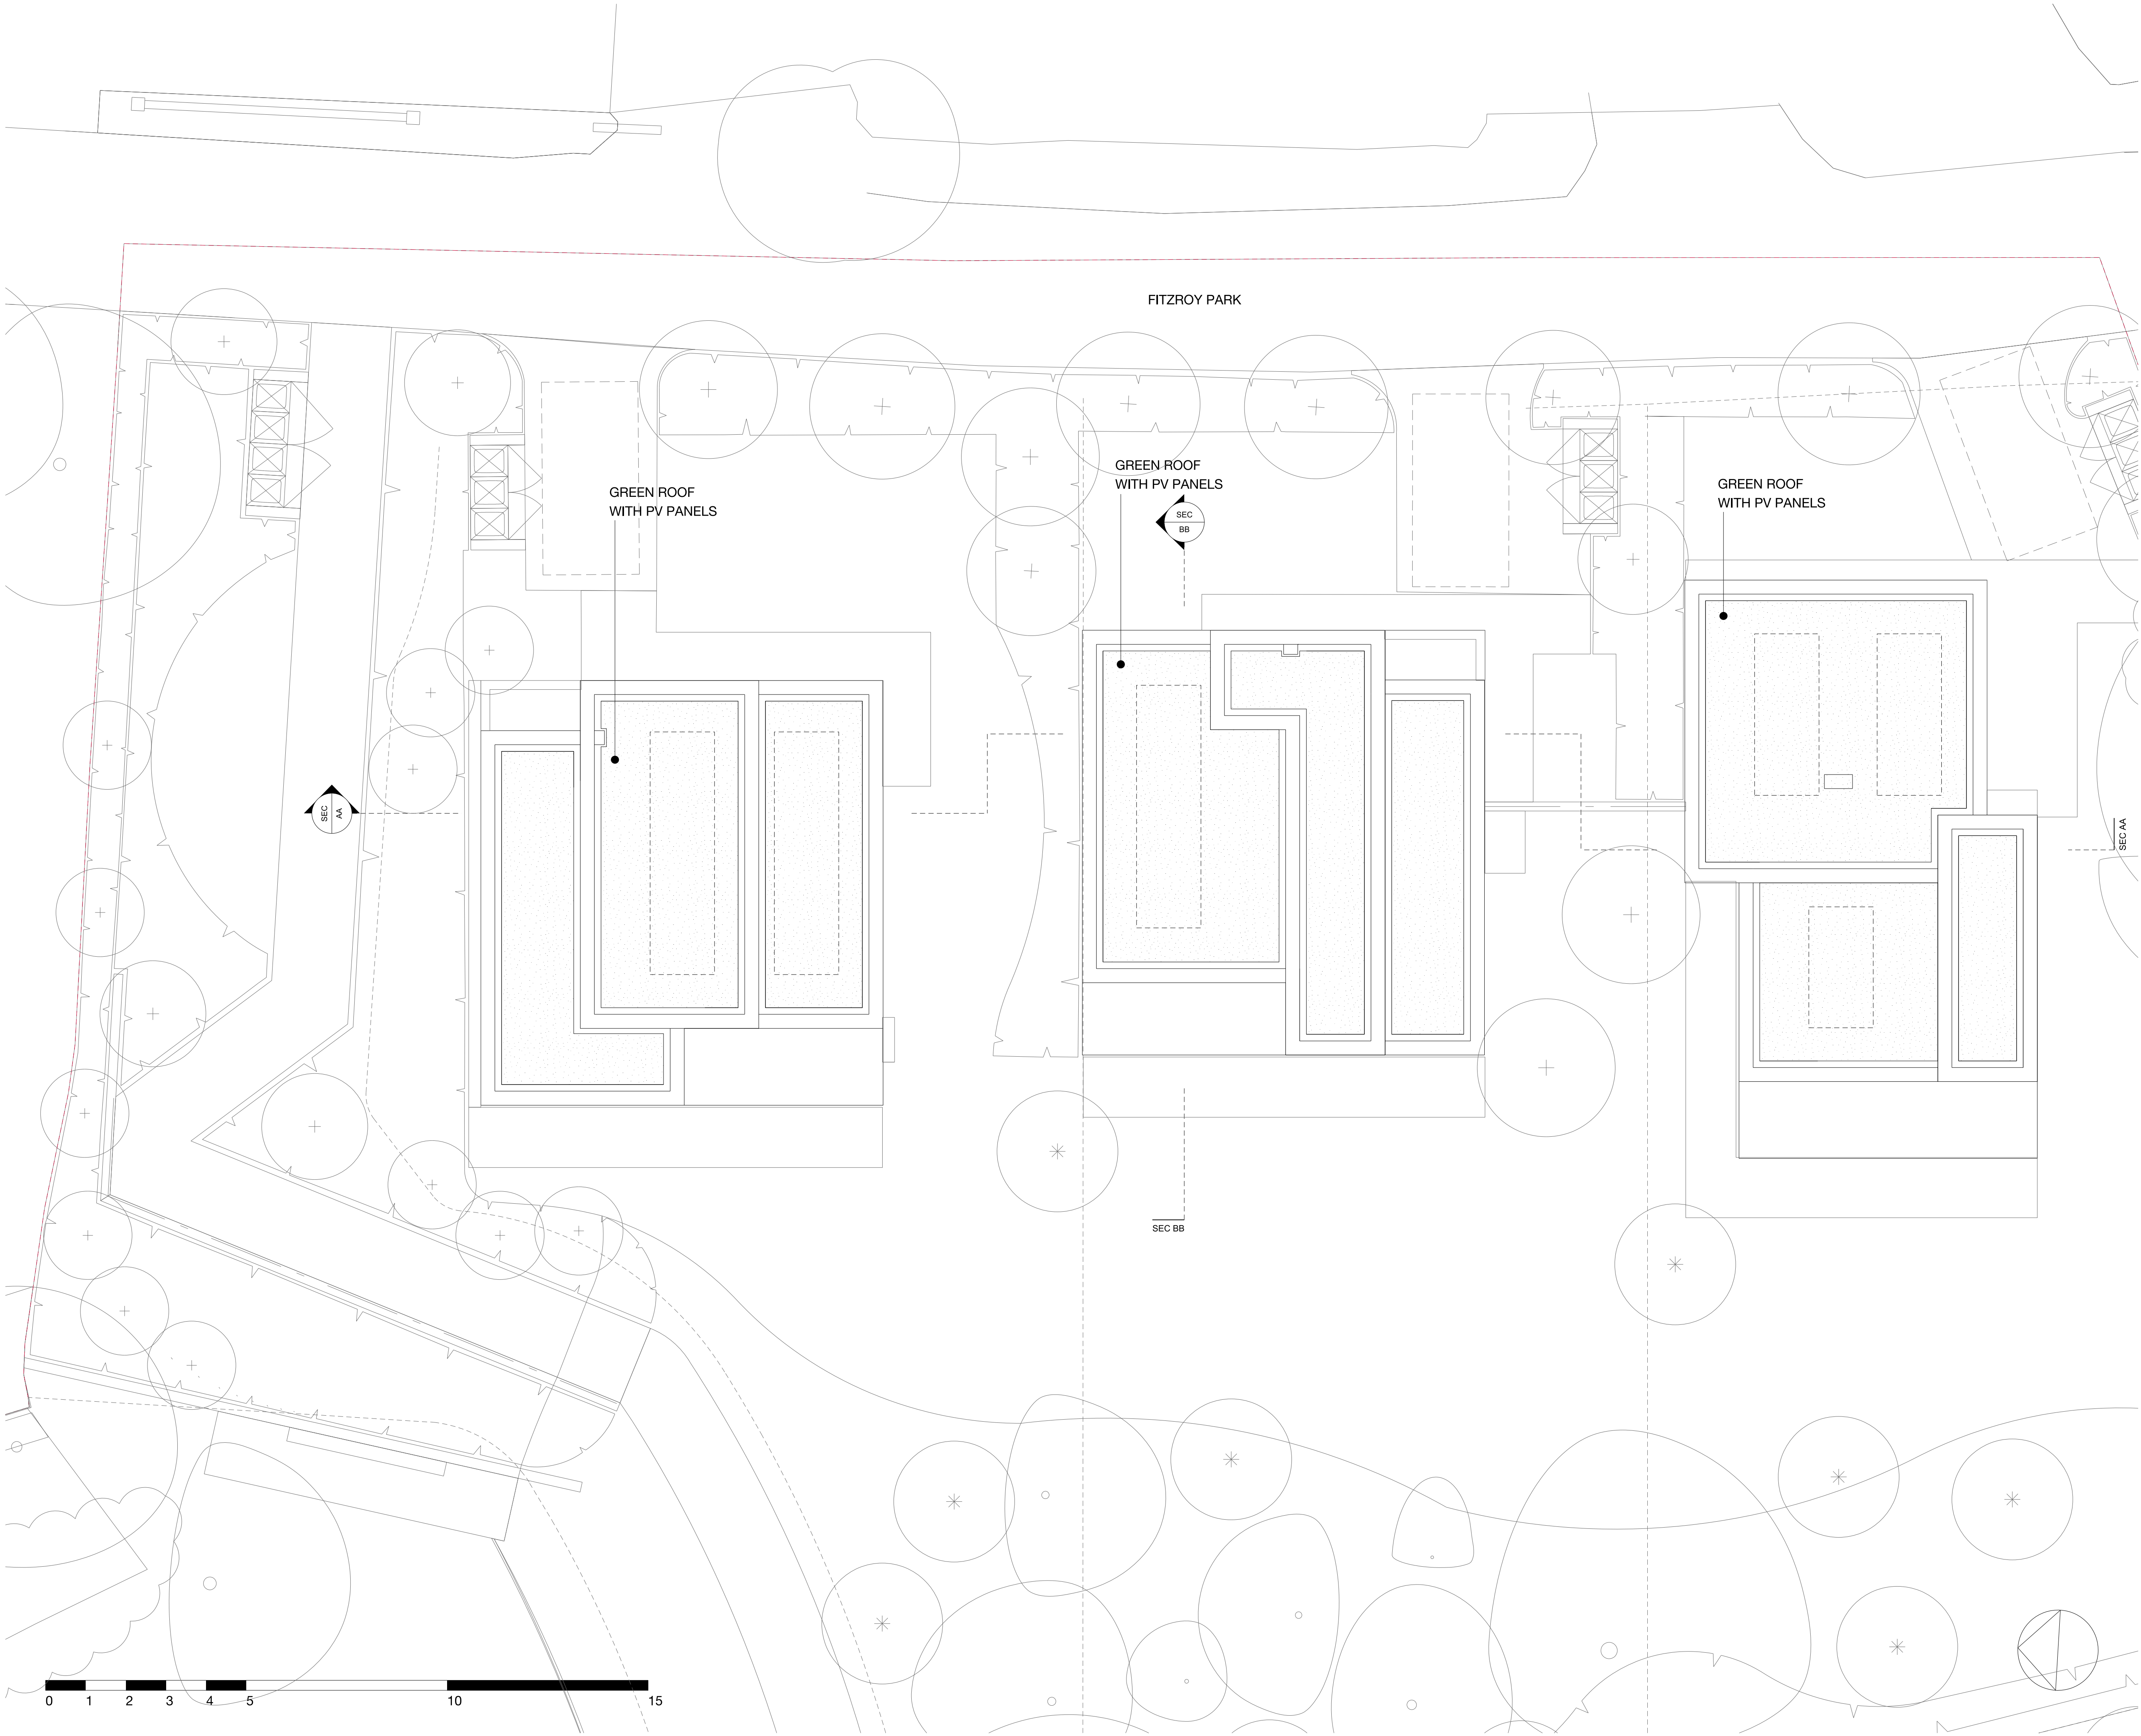 FITZROY PARK
GREEN ROOF
WITH PV PANELS
SEC
BB
GREEN ROOF
WITH PV PANELS
GREEN ROOF
WITH PV PANELS
SEC
AA
SEC AA
SEC BB
0 1 2 3 4 5 10 15